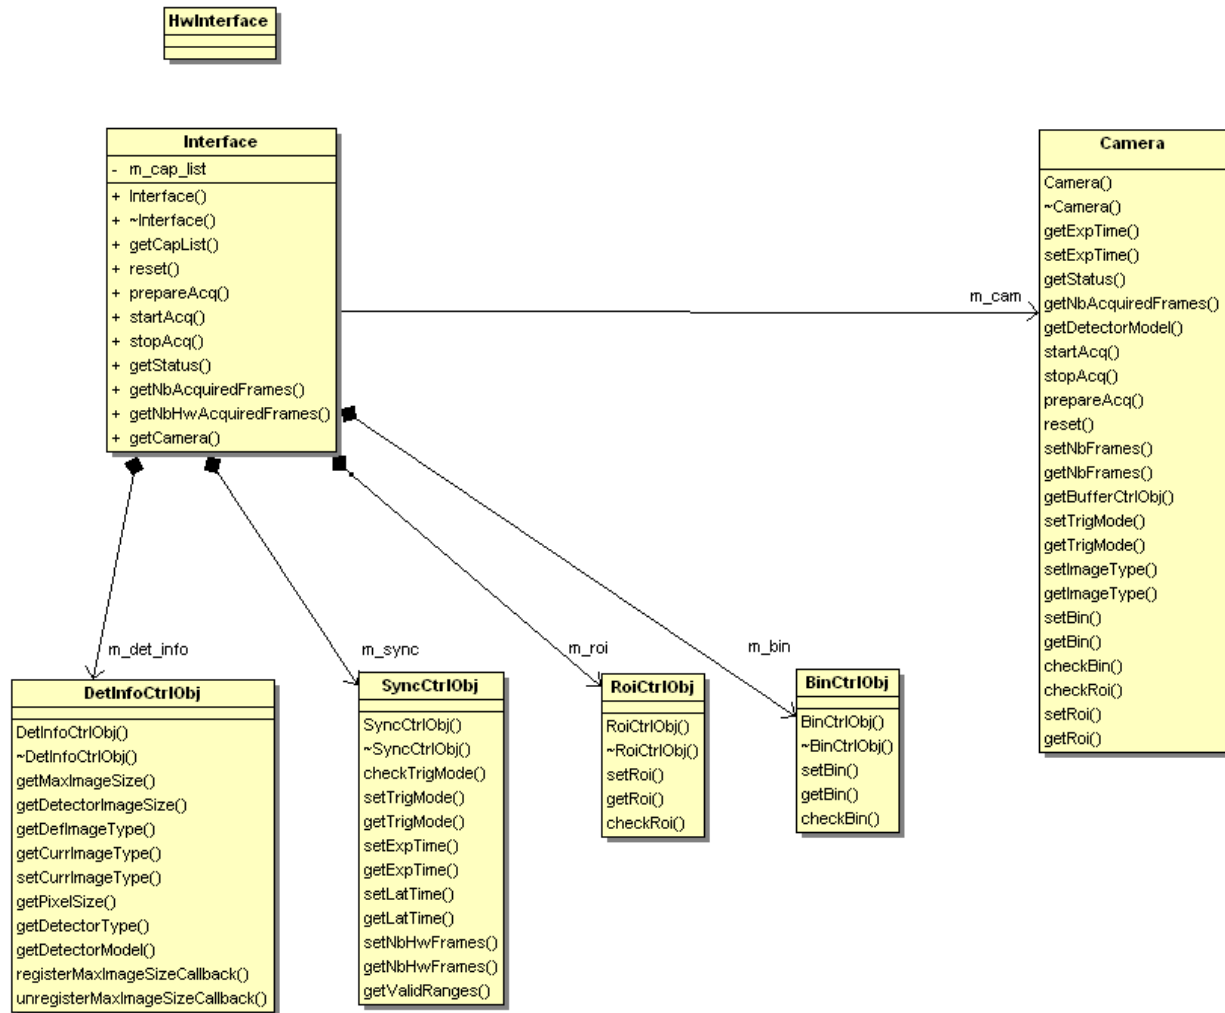 HwInterface
Interface
- m_cap_list
+ Interface()
+ ~Interface()
+ getCapList()
+ reset()
+ prepareAcq()
+ startAcq()
+ stopAcq()
+ getStatus()
+ getNbAcquiredFrames()
+ getNbHwAcquiredFrames()
+ getCamera()
m_cam
Camera
Camera()
~Camera()
getExpTime()
setExpTime()
getStatus()
getNbAcquiredFrames()
getDetectorModel()
startAcq()
stopAcq()
prepareAcq()
reset()
setNbFrames()
getNbFrames()
getBufferCtrlObj()
setTrigMode()
getTrigMode()
setImageType()
getImageType()
setBin()
getBin()
checkBin()
checkRoi()
setRoi()
getRoi()
m_det_info
DetInfoCtrlObj
DetInfoCtrlObj()
~DetInfoCtrlObj()
getMaxImageSize()
getDetectorImageSize()
getDefImageType()
getCurrImageType()
setCurrImageType()
getPixelSize()
getDetectorType()
getDetectorModel()
registerMaxImageSizeCallback()
unregisterMaxImageSizeCallback()
m_sync
SyncCtrlObj
SyncCtrlObj()
~SyncCtrlObj()
checkTrigMode()
setTrigMode()
getTrigMode()
setExpTime()
getExpTime()
setLatTime()
getLatTime()
setNbHwFrames()
getNbHwFrames()
getValidRanges()
m_roi
RoiCtrlObj
RoiCtrlObj()
~RoiCtrlObj()
setRoi()
getRoi()
checkRoi()
m_bin
BinCtrlObj
BinCtrlObj()
~BinCtrlObj()
setBin()
getBin()
checkBin()